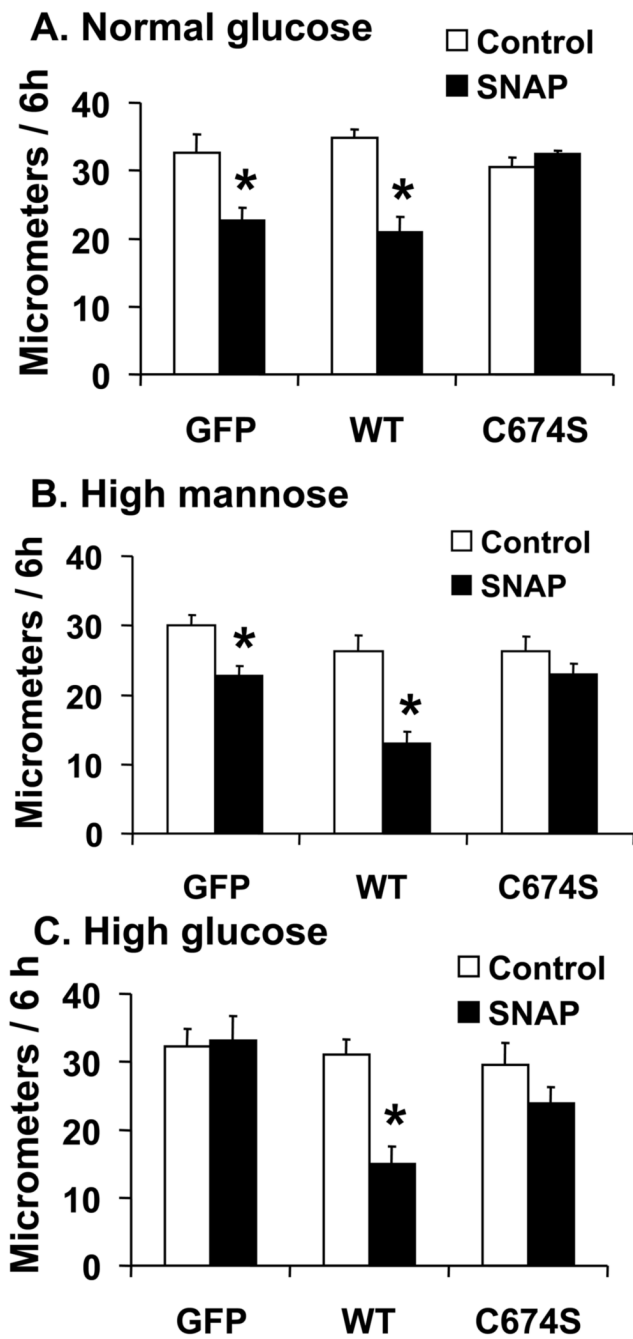 A. Normal glucose
Control
SNAP
Micrometers / 6h
40
30
20
10
0
*
*
GFP WT C674S
B. High mannose
Control
SNAP
Micrometers / 6h
40
30
20
10
0
*
*
GFP WT C674S
C. High glucose
Control
SNAP
Micrometers / 6 h
40
30
20
10
0
*
GFP WT C674S